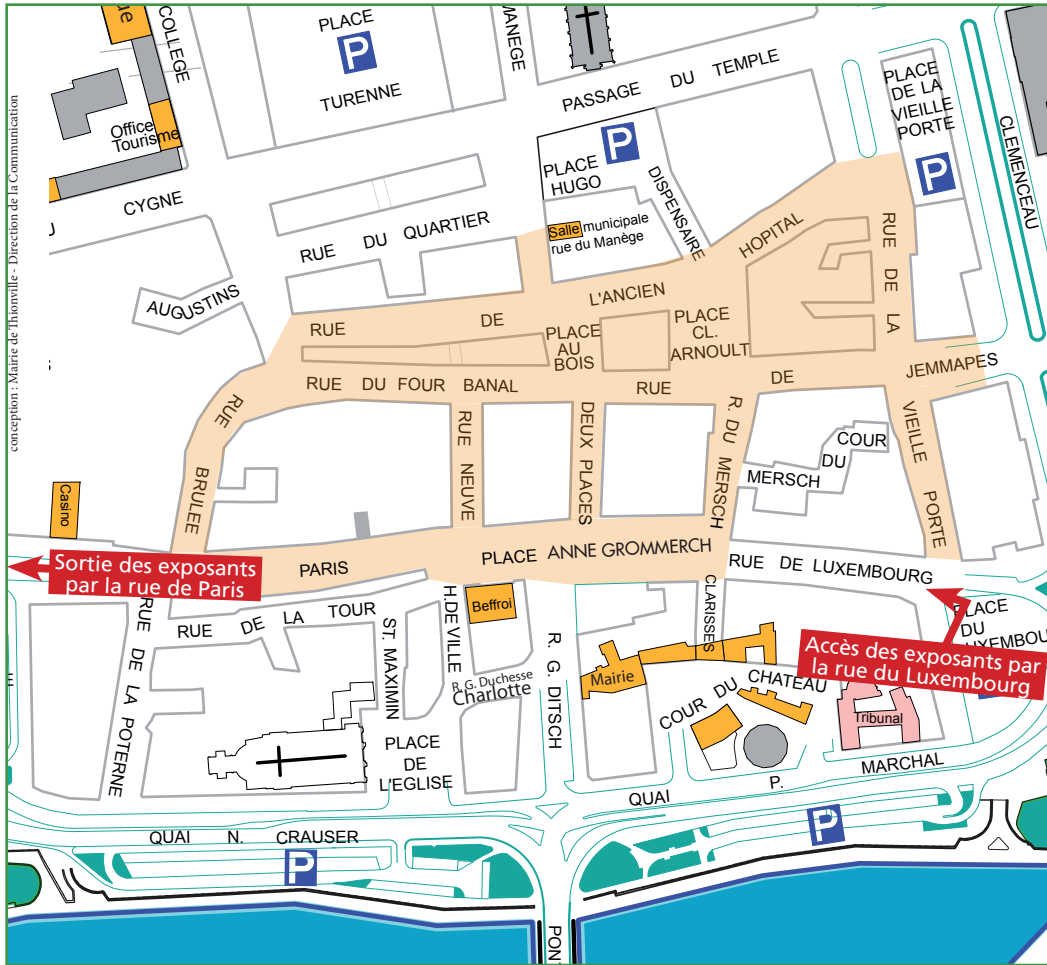 ue
COLLEGE
PLACE
P
TURENNE
MANEGE
PASSAGE DU TEMPLE
PLACE
DE LA
VIEILLE
PORTE
P
CLEMENCEAU
conception : Mairie de Thionville - Direction de la Communication
Office
Tourisme
CYGNE
P
PLACE
HUGO
DISPENSAIRE
Salle municipale
rue du Manège
RUE DU QUARTIER
AUGUSTINS
HOPITAL
RUE DE LA
L'ANCIEN
RUE DE
PLACE
AU
BOIS
PLACE
CL.
ARNOULT
JEMMAPES
RUE DU FOUR BANAL
RUE DE
RUE
BRULEE
RUE NEUVE
DEUX PLACES
R. DU MERSCH
VIEILLE
PORTE
COUR
DU
MERSCH
Casino
PLACE ANNE GROMMERCH
PARIS
RUE DE LUXEMBOURG
Sortie des exposants
par la rue de Paris
Accès des exposants par
la rue du Luxembourg
PLACE
DU
UXEMBOU
RUE DE LA TOUR
RUE DE LA POTERNE
ST. MAXIMIN
H.DE VILLE
Beffroi
R. G. Duchesse
Charlotte
R. G. DITSCH
CLARISSES
Mairie
COUR DU CHATEAU
Tribunal
PLACE
DE
L'EGLISE
QUAI P. MARCHAL
QUAI N. CRAUSER
P
P
PONT